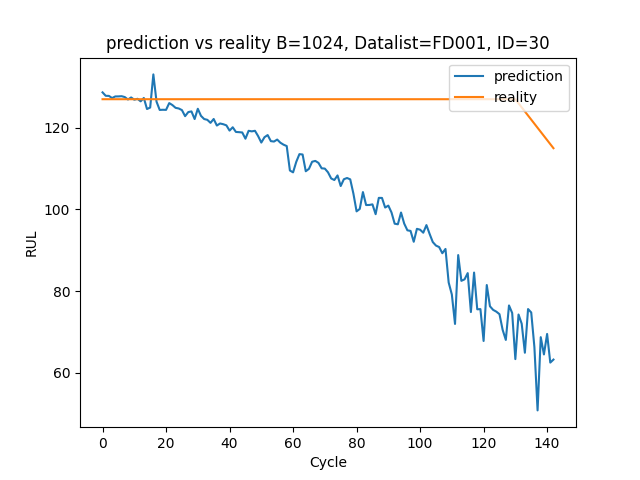 prediction vs reality B=1024, Datalist=FD001, ID=30
prediction
reality
120
100
80
60
RUL
0 20 40 60 80 100 120 140
Cycle